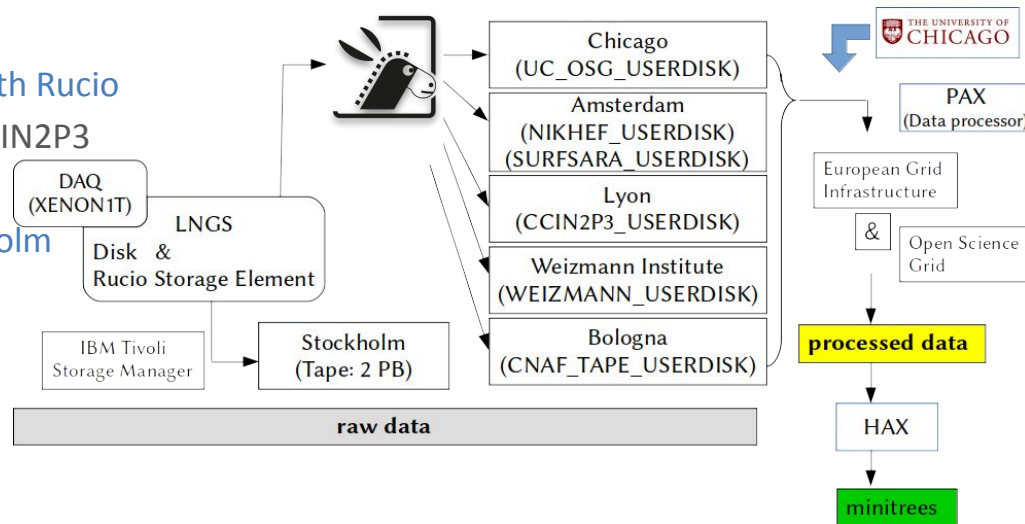 th Rucio
IN2P3
olm
DAQ
(XENON1T)
LNGS
Disk &
Rucio Storage Element
IBM Tivoli
Storage Manager
Stockholm
(Tape: 2 PB)
raw data
Chicago
(UC_OSG_USERDISK)
Amsterdam
(NIKHEF_USERDISK)
(SURFSARA_USERDISK)
Lyon
(CCIN2P3_USERDISK)
Weizmann Institute
(WEIZMANN_USERDISK)
Bologna
(CNAF_TAPE_USERDISK)
THE UNIVERSITY OF
CHICAGO
PAX
(Data processor)
European Grid
Infrastructure
&
Open Science
Grid
processed data
HAX
minitrees